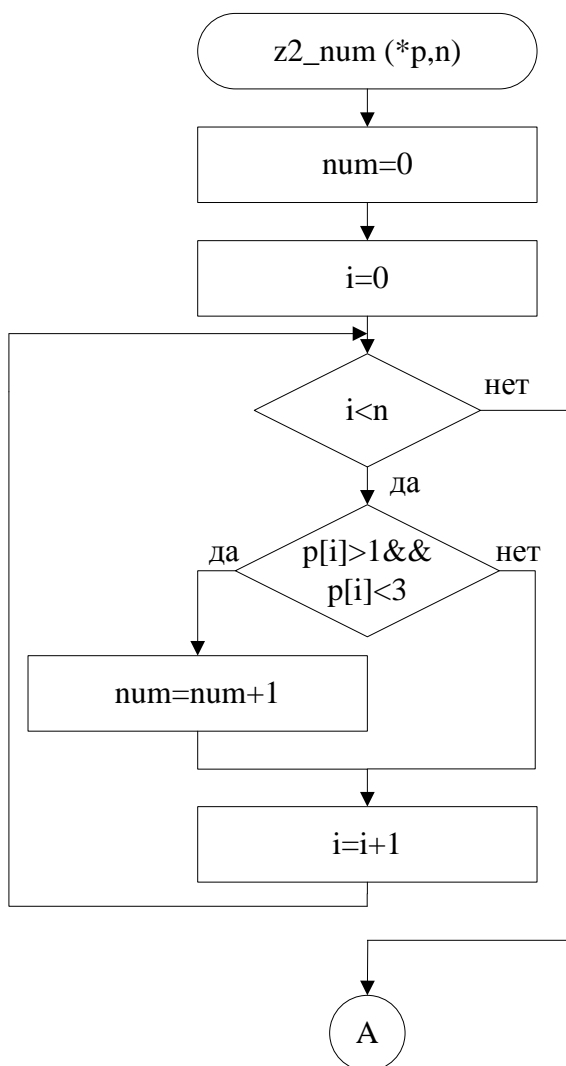 z2_num (*p,n)
num=0
i=0
i<n
нет
да
да
p[i]>1&&
p[i]<3
нет
num=num+1
i=i+1
A